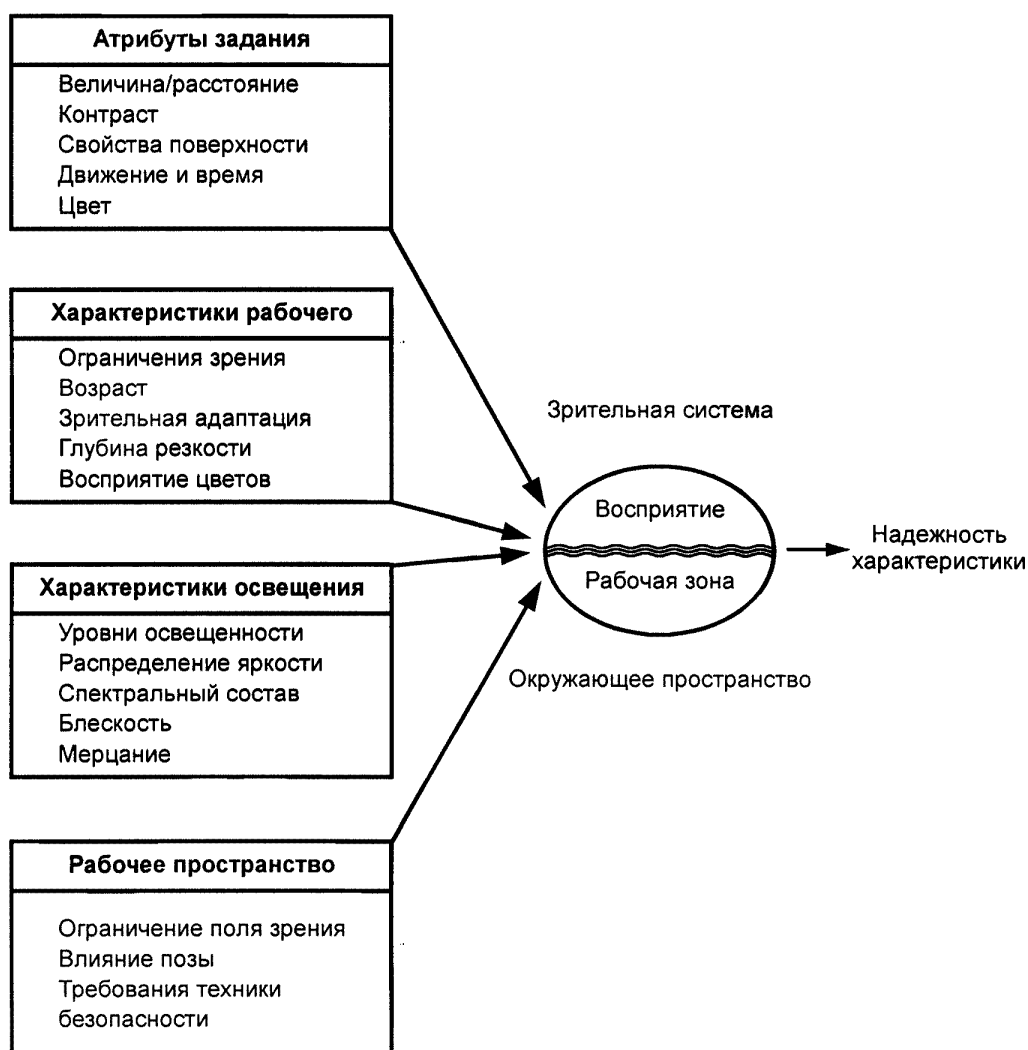 Атрибуты задания
Величина/расстояние
Контраст
Свойства поверхности
Движение и время
Цвет
Характеристики рабочего
Ограничения зрения
Возраст
Зрительная адаптация
Глубина резкости
Восприятие цветов
Зрительная система
Восприятие
Рабочая зона
Надежность
характеристики
Окружающее пространство
Характеристики освещения
Уровни освещенности
Распределение яркости
Спектральный состав
Блескость
Мерцание
Рабочее пространство
Ограничение поля зрения
Влияние позы
Требования техники
безопасности